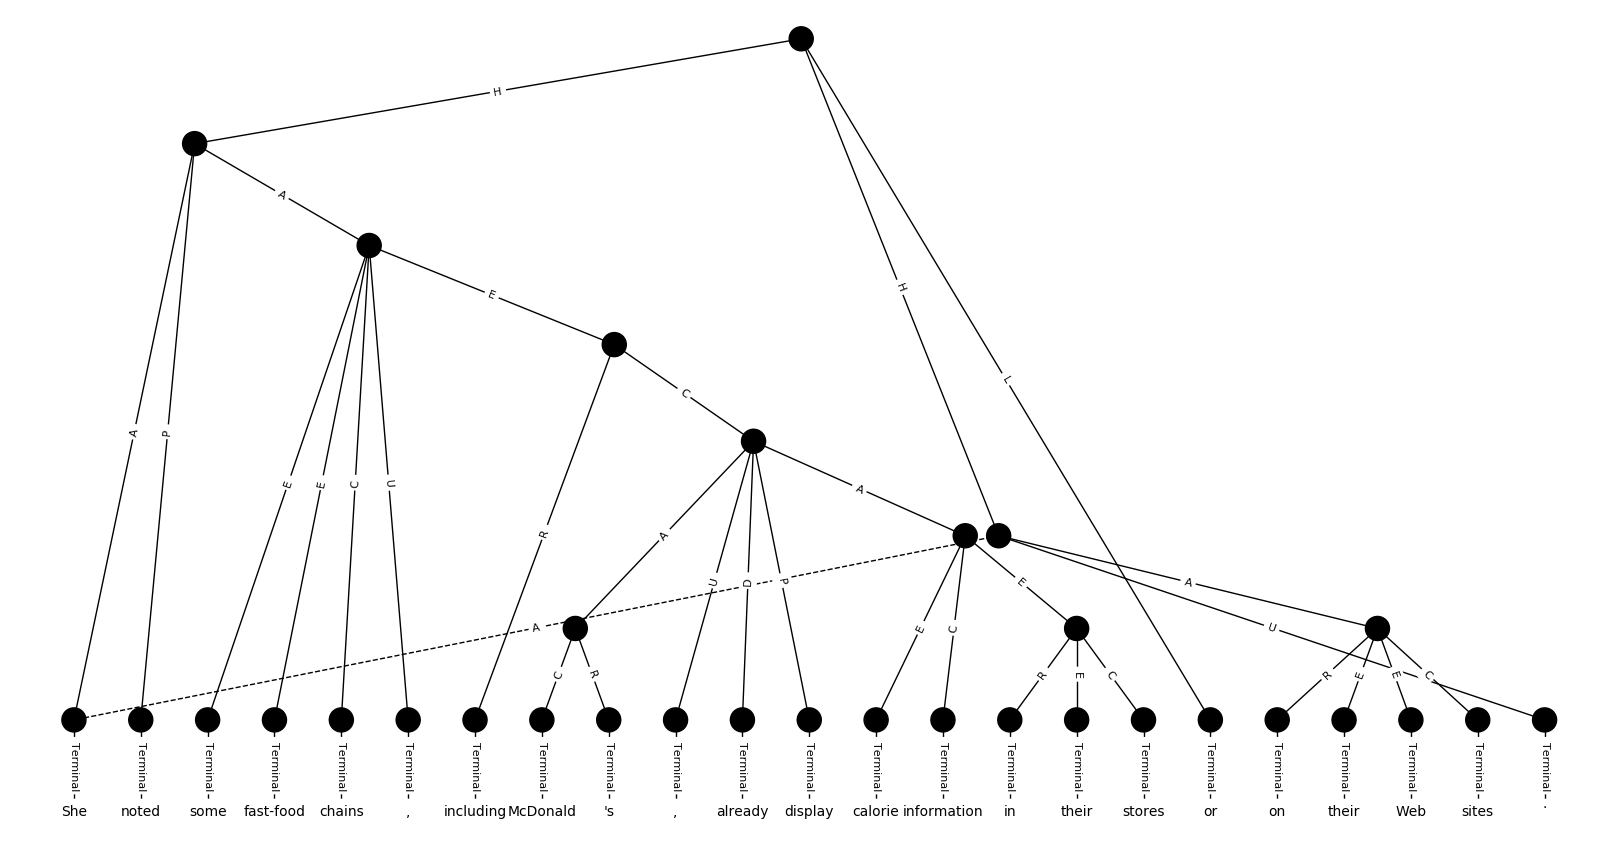 H
A
E
H
L
C
A
P
E
E
C
U
A
R
A
U
D
P
A
E
A
U
E
C
C
R
R
E
C
R
E
E
C
Terminal Terminal Terminal Terminal Terminal Terminal Terminal Terminal Terminal Terminal Terminal Terminal Terminal Terminal Terminal Terminal Terminal Terminal Terminal Terminal Terminal Terminal Terminal
She noted some fast-food chains , including McDonald 's , already display calorie information in their stores or on their Web sites .